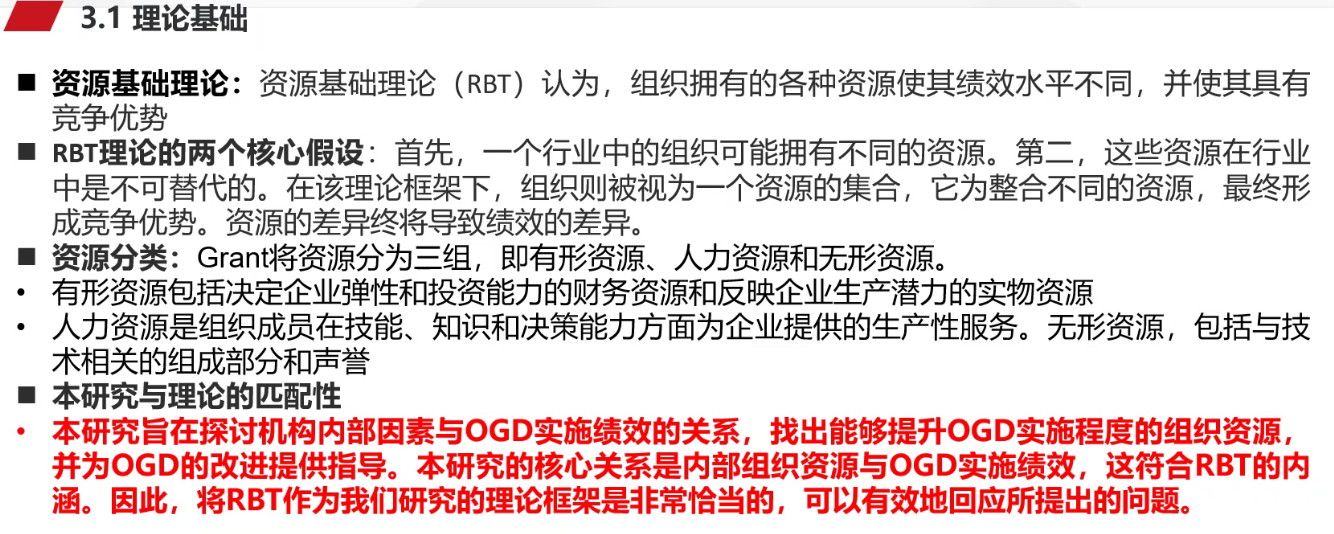 3.1 理论基础
■ 资源基础理论：资源基础理论（RBT）认为，组织拥有的各种资源使其绩效水平不同，并使其具有
竞争优势
■ RBT理论的两个核心假设：首先，一个行业中的组织可能拥有不同的资源。第二，这些资源在行业
中是不可替代的。在该理论框架下，组织则被视为一个资源的集合，它为整合不同的资源，最终形
成竞争优势。资源的差异终将导致绩效的差异。
■ 资源分类：Grant将资源分为三组，即有形资源、人力资源和无形资源。
• 有形资源包括决定企业弹性和投资能力的财务资源和反映企业生产潜力的实物资源
• 人力资源是组织成员在技能、知识和决策能力方面为企业提供的生产性服务。无形资源，包括与技
术相关的组成部分和声誉
■ 本研究与理论的匹配性
• 本研究旨在探讨机构内部因素与OGD实施绩效的关系，找出能够提升OGD实施程度的组织资源，
并为OGD的改进提供指导。本研究的核心关系是内部组织资源与OGD实施绩效，这符合RBT的内
涵。因此，将RBT作为我们研究的理论框架是非常恰当的，可以有效地回应所提出的问题。